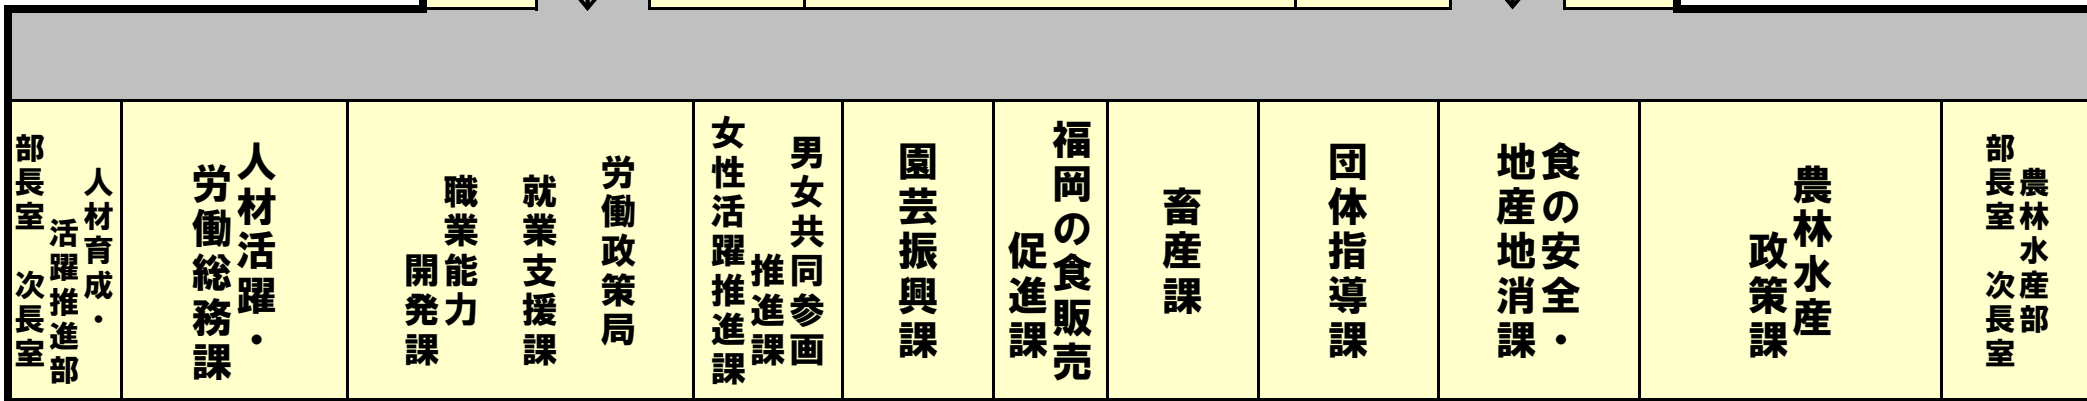 人材育成・
活躍推進部
部長室　次長室
人材活躍・
労働総務課
労働政策局
就業支援課
職業能力
開発課
男女共同参画
推進課
女性活躍推進課
園芸振興課
福岡の食販売
促進課
畜産課
団体指導課
食の安全・
地産地消課
農林水産
政策課
農林水産部
部長室　次長室